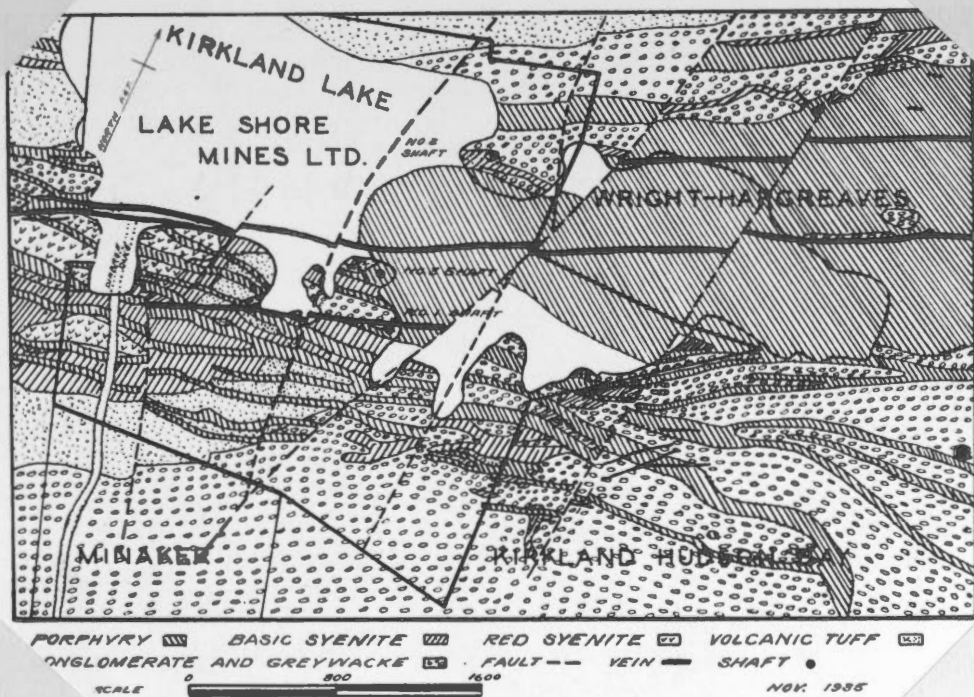 KIRKLAND LAKE
LAKE SHORE
MINES LTD.
NORTH AST.
NO 5
SHAFT
WRIGHT-HARGREAVES
NO 3 SHAFT
NO. 1 SHAFT
MINAKER
KIRKLAND HUDSON BAY
PORPHYRY BASIC SYENITE RED SYENITE VOLCANIC TUFF
ONGLOMERATE AND GREYWACKE FAULT VEIN SHAFT
SCALE 0 800 1600 NOV. 1935